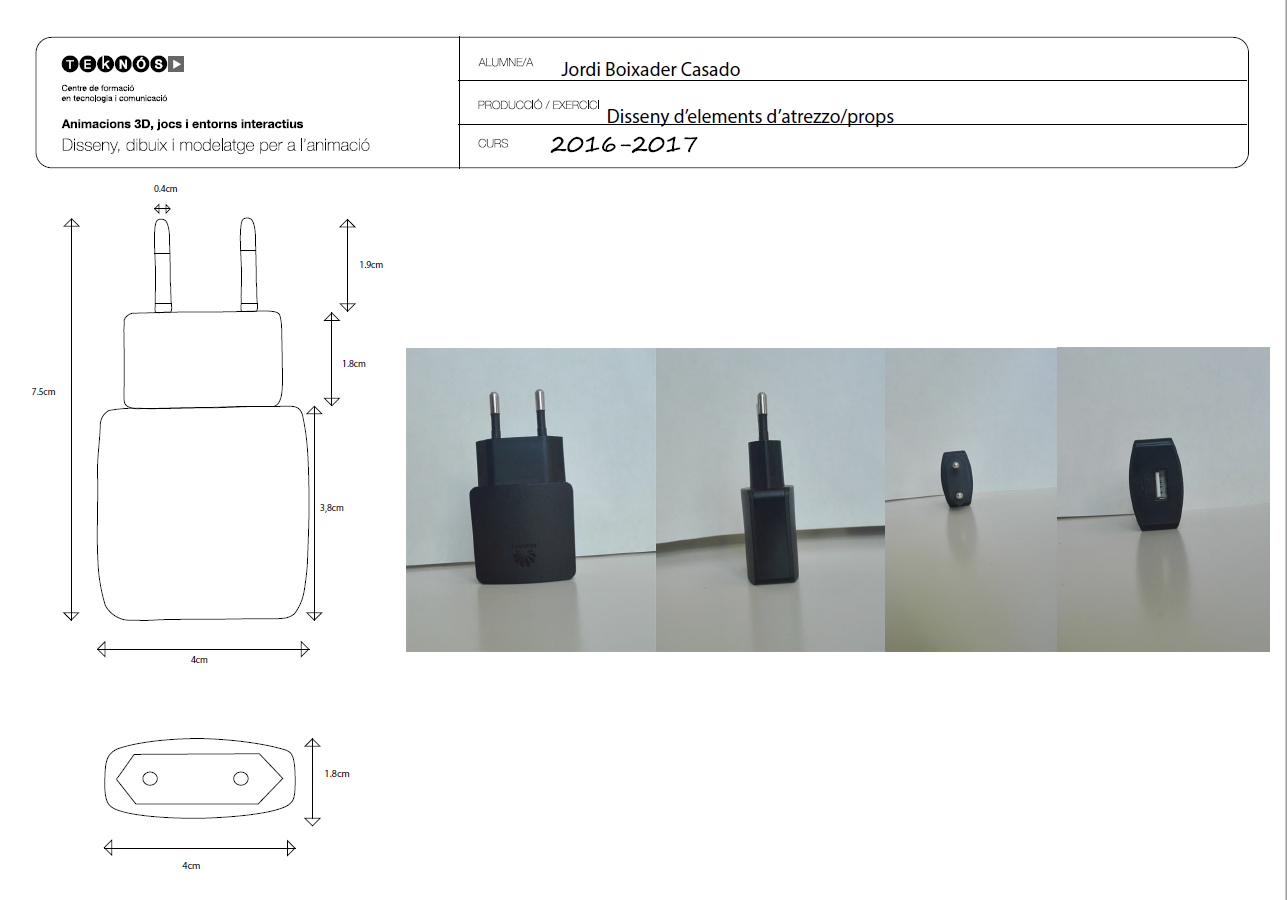 TEKNÓS
Centre de formació
en tecnologia i comunicació
Animacions 3D, jocs i entorns interactius
Disseny, dibuix i modelatge per a l'animació
ALUMNE/A Jordi Boixader Casado
PRODUCCIÓ / EXERCICI Disseny d'elements d'atrezzo/props
CURS 2016-2017
0.4cm
1.9cm
1.8cm
7.5cm
3,8cm
4cm
1.8cm
4cm